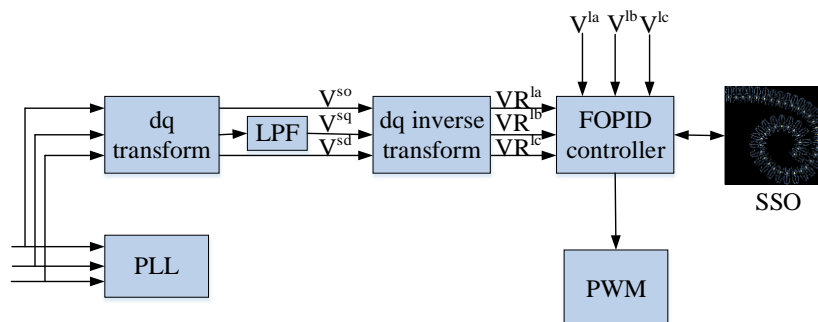 V^la V^lb V^lc
dq
transform
V^so
V^sq
V^sd
LPF
dq inverse
transform
VR^la
VR^lb
VR^lc
FOPID
controller
SSO
PLL
PWM